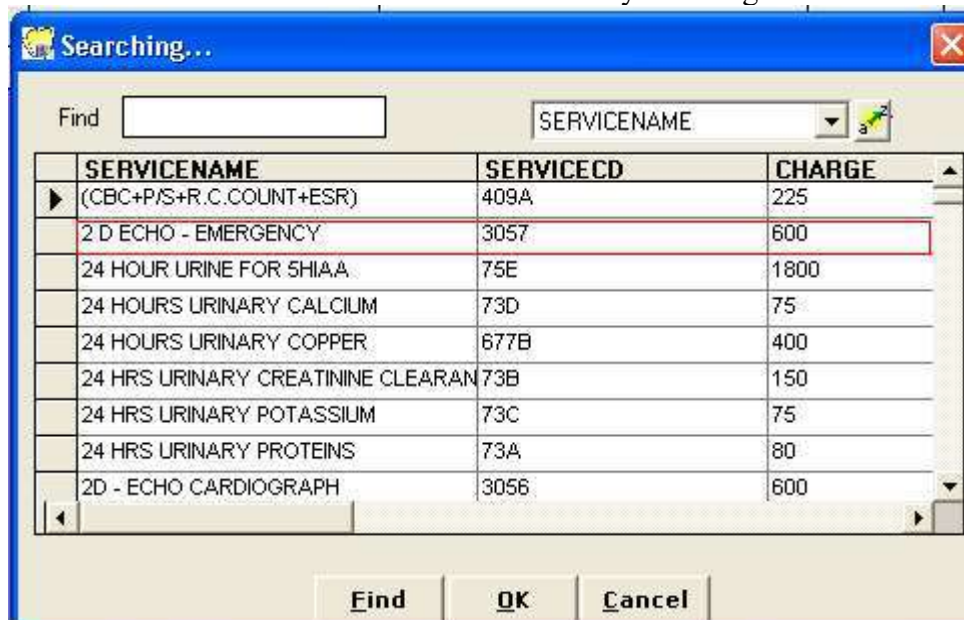 Searching...
Find SERVICENAME
SERVICENAME SERVICECD CHARGE
(CBC+P/S+R.C.COUNT+ESR) 409A 225
2 D ECHO - EMERGENCY 3057 600
24 HOUR URINE FOR 5HIAA 75E 1800
24 HOURS URINARY CALCIUM 73D 75
24 HOURS URINARY COPPER 677B 400
24 HRS URINARY CREATININE CLEARAN 73B 150
24 HRS URINARY POTASSIUM 73C 75
24 HRS URINARY PROTEINS 73A 80
2D - ECHO CARDIOGRAPH 3056 600
Find OK Cancel